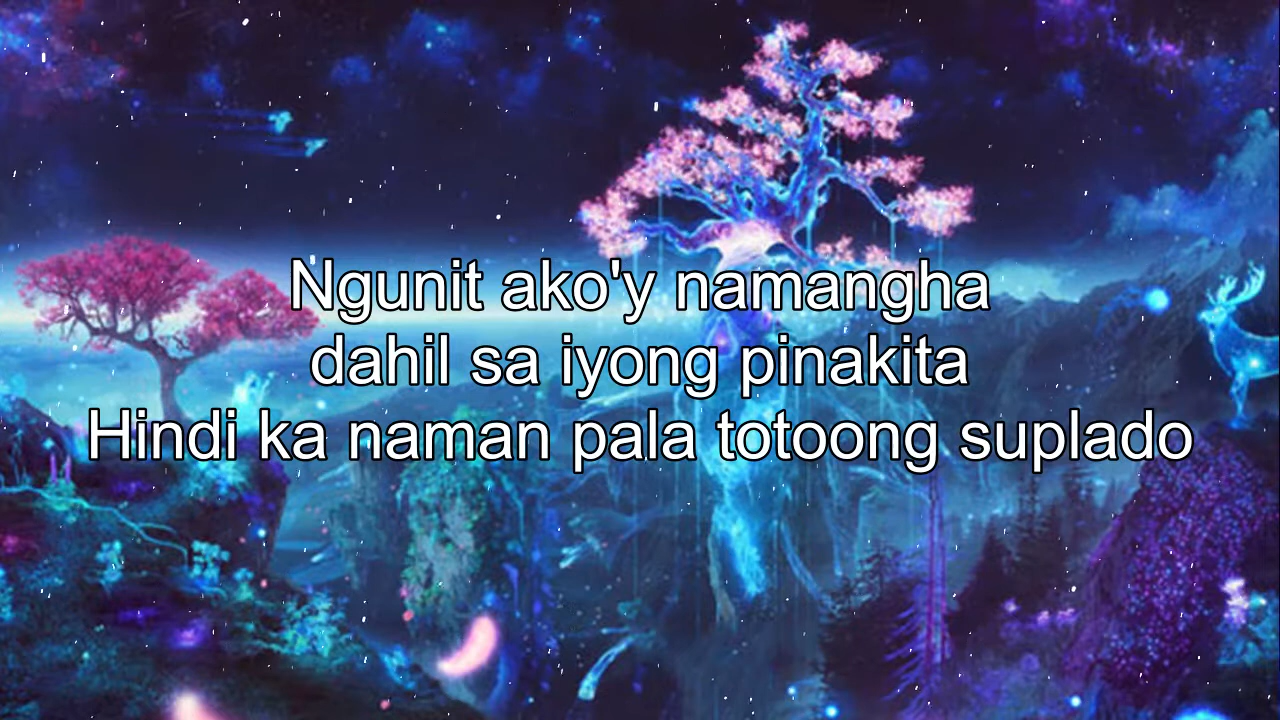 Ngunit ako'y namangha
dahil sa iyong pinakita
Hindi ka naman pala totoong suplado